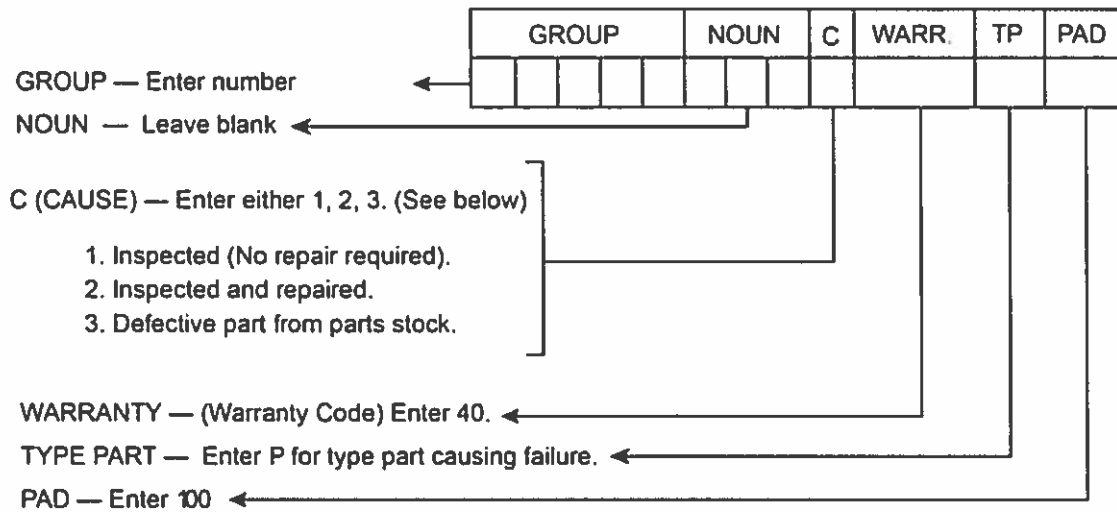 GROUP NOUN C WARR. TP PAD
GROUP — Enter number
NOUN — Leave blank
C (CAUSE) — Enter either 1, 2, 3. (See below)
1. Inspected (No repair required).
2. Inspected and repaired.
3. Defective part from parts stock.
WARRANTY — (Warranty Code) Enter 40.
TYPE PART — Enter P for type part causing failure.
PAD — Enter 100